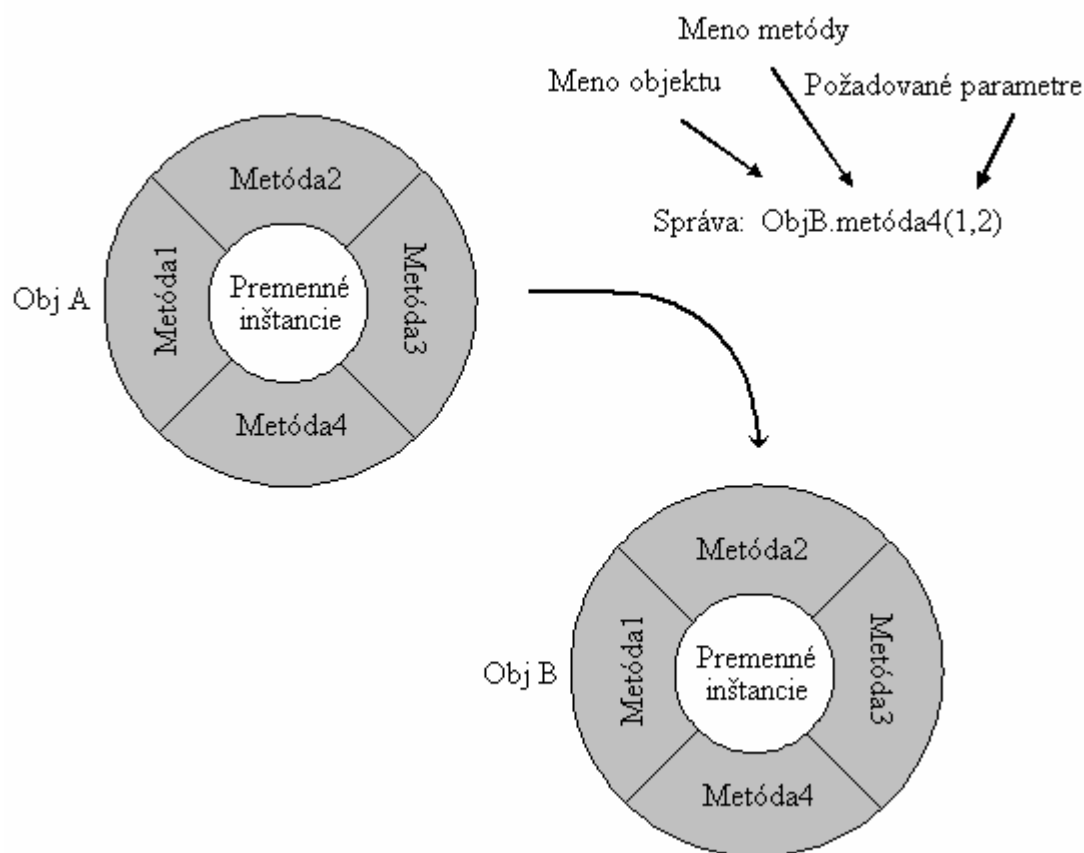 Meno metódy
Meno objektu
Požadované parametre
Správa: ObjB.metóda4(1,2)
Obj A
Metóda2
Metóda1
Premenné
inštancie
Metóda3
Metóda4
Obj B
Metóda2
Metóda1
Premenné
inštancie
Metóda3
Metóda4